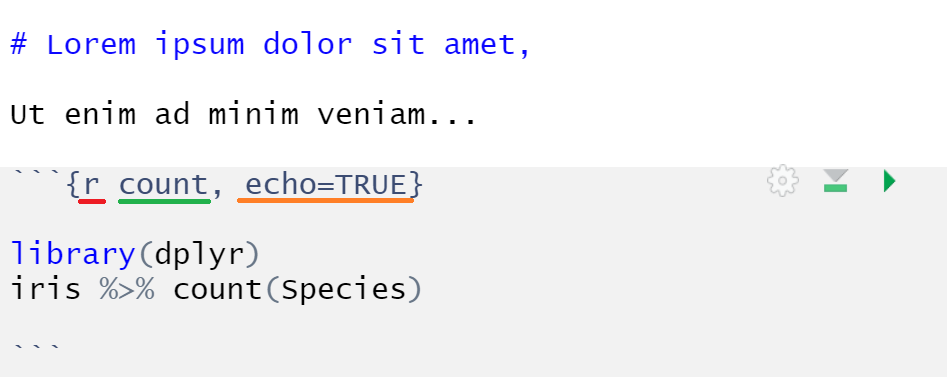 # Lorem ipsum dolor sit amet,
Ut enim ad minim veniam...
```{r count, echo=TRUE}
library(dplyr)
iris %>% count(Species)
```